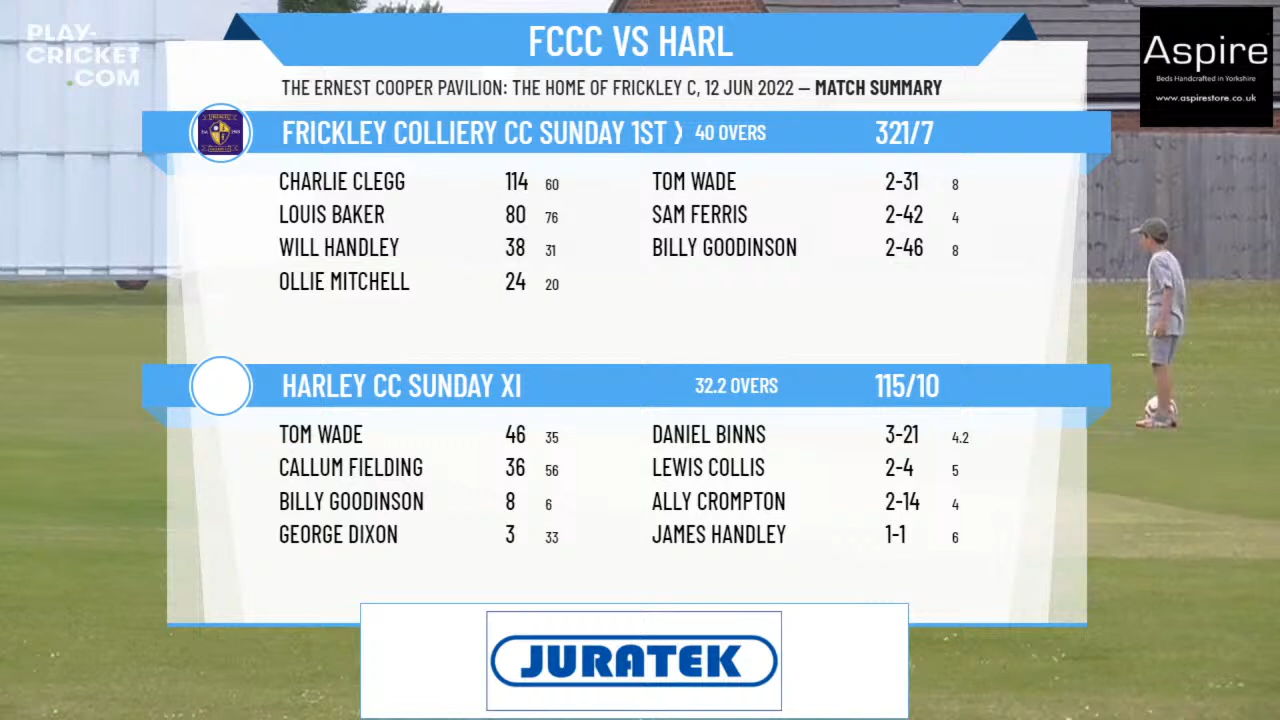 PLAY-
CRICKET
.COM
FCCC VS HARL
Aspire
Beds Handcrafted in Yorkshire
www.aspirestore.co.uk
THE ERNEST COOPER PAVILION: THE HOME OF FRICKLEY C, 12 JUN 2022 – MATCH SUMMARY
FRICKLEY COLLIERY CC SUNDAY 1ST X 40 OVERS 321/7
CHARLIE CLEGG 114 60 TOM WADE 2-31 8
LOUIS BAKER 80 76 SAM FERRIS 2-42 4
WILL HANDLEY 38 31 BILLY GOODINSON 2-46 8
OLLIE MITCHELL 24 20
HARLEY CC SUNDAY XI 32.2 OVERS 115/10
TOM WADE 46 35 DANIEL BINNS 3-21 4.2
CALLUM FIELDING 36 56 LEWIS COLLIS 2-4 5
BILLY GOODINSON 8 6 ALLY CROMPTON 2-14 4
GEORGE DIXON 3 33 JAMES HANDLEY 1-1 6
JURATEK